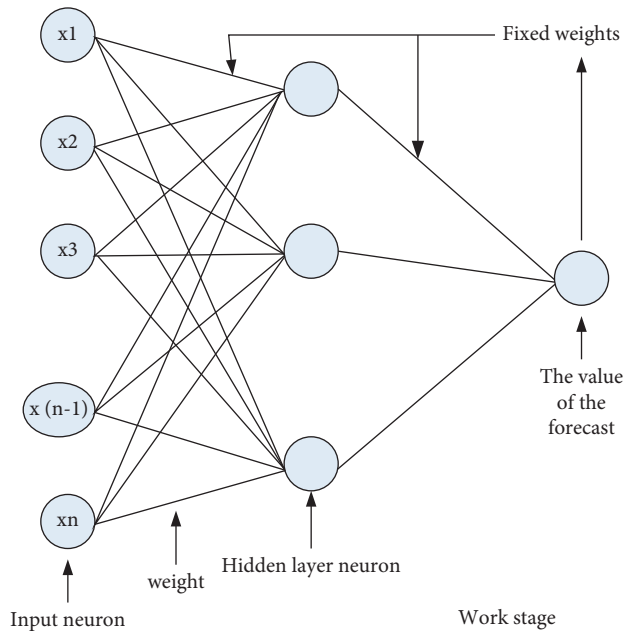 x1
Fixed weights
x2
x3
x (n-1)
The value
of the
forecast
xn
Hidden layer neuron
weight
Input neuron
Work stage